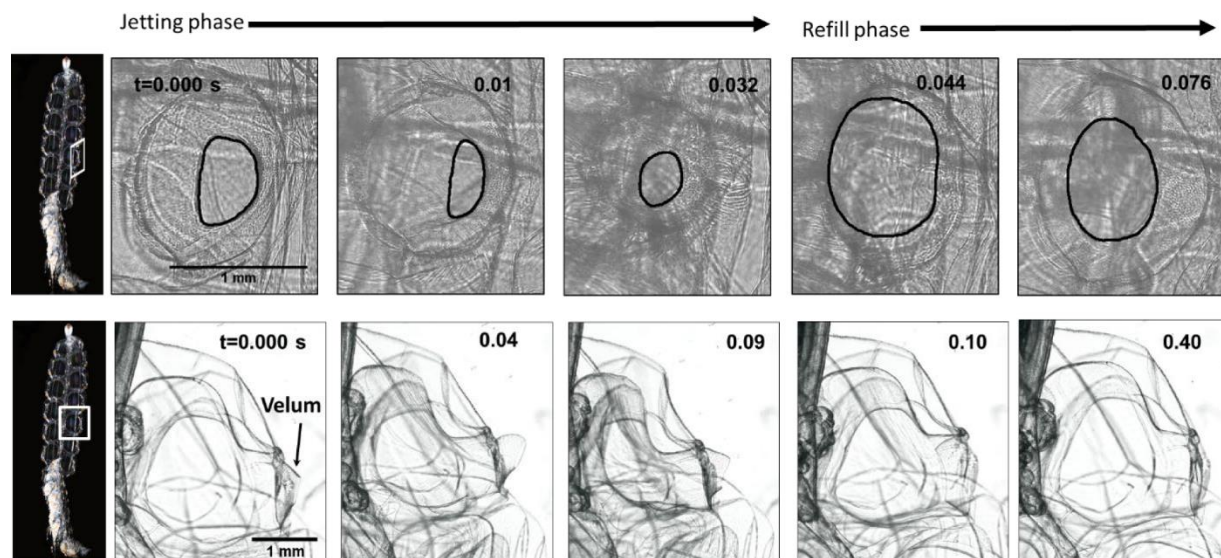 Jetting phase
Refill phase
t=0.000 s
0.01
0.032
0.044
0.076
1 mm
t=0.000 s
0.04
0.09
0.10
0.40
Velum
1 mm